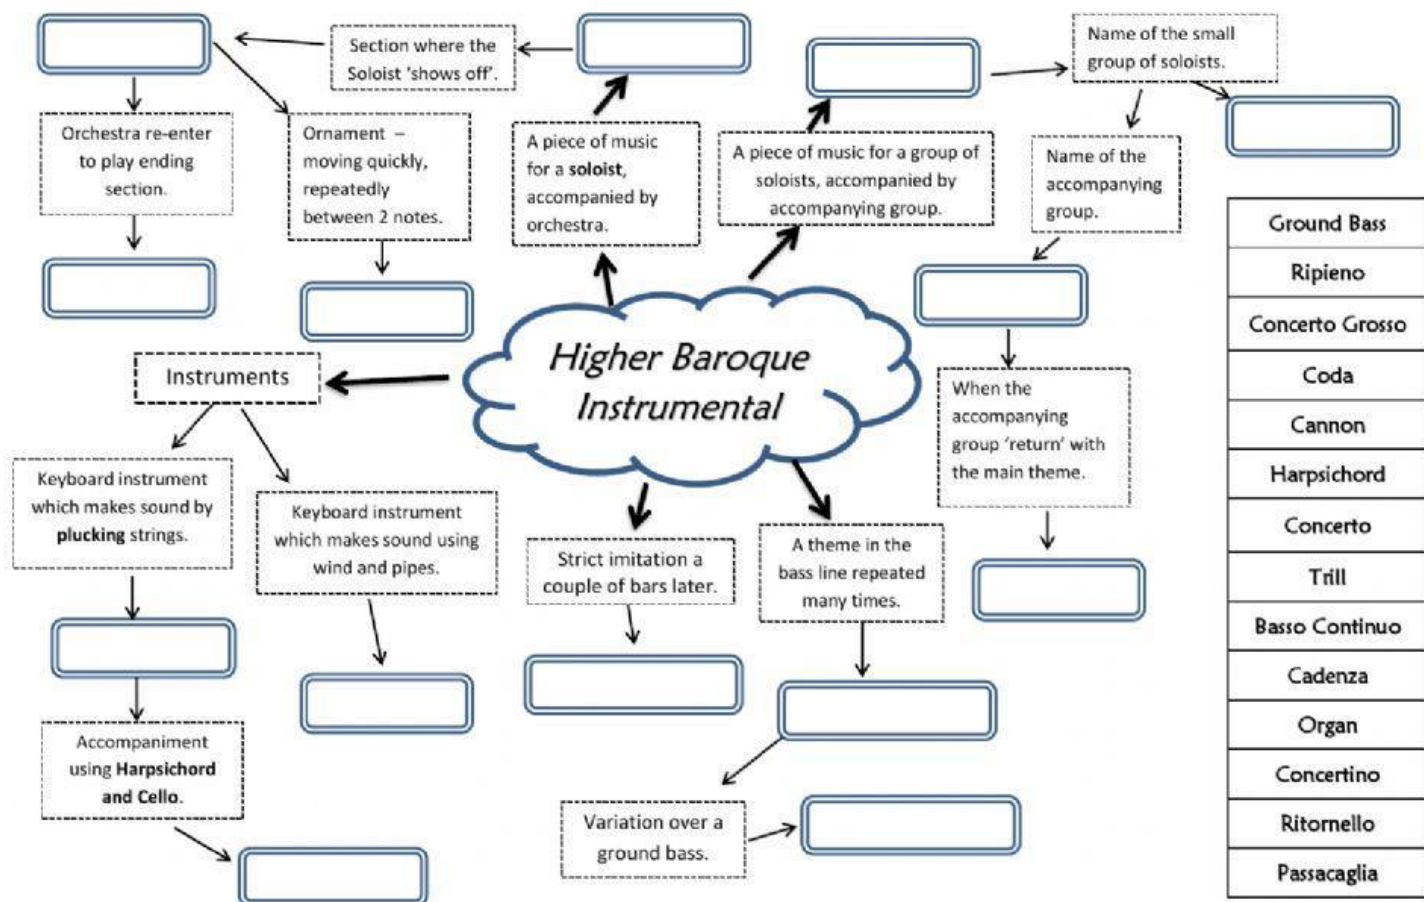 Section where the
Soloist 'shows off'.
Name of the small
group of soloists.
Orchestra re-enter
to play ending
section.
Ornament –
moving quickly,
repeatedly
between 2 notes.
A piece of music
for a soloist,
accompanied by
orchestra.
A piece of music for a group of
soloists, accompanied by
accompanying group.
Name of the
accompanying
group.
Higher Baroque
Instrumental
Instruments
When the
accompanying
group 'return' with
the main theme.
Keyboard instrument
which makes sound by
plucking strings.
Keyboard instrument
which makes sound using
wind and pipes.
Strict imitation a
couple of bars later.
A theme in the
bass line repeated
many times.
Accompaniment
using Harpsichord
and Cello.
Variation over a
ground bass.
Ground Bass
Ripieno
Concerto Grosso
Coda
Cannon
Harpsichord
Concerto
Trill
Basso Continuo
Cadenza
Organ
Concertino
Ritornello
Passacaglia